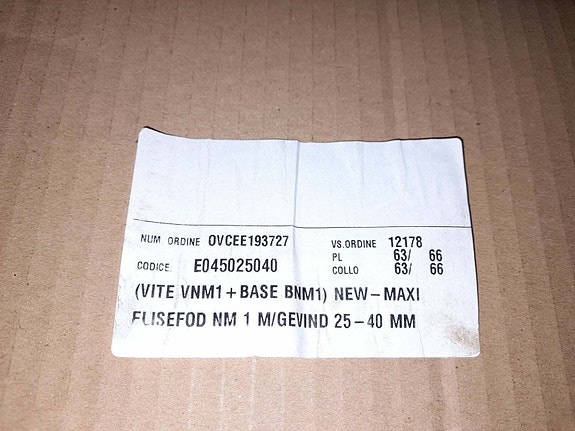 NUM. ORDINE OVCEE193727 VS.ORDINE 12178
PL 63/ 66
CODICE: E045025040 COLLO 63/ 66
(VITE VNM1+BASE BNM1) NEW-MAXI
FLISEFOD NM 1 M/GEVIND 25-40 MM